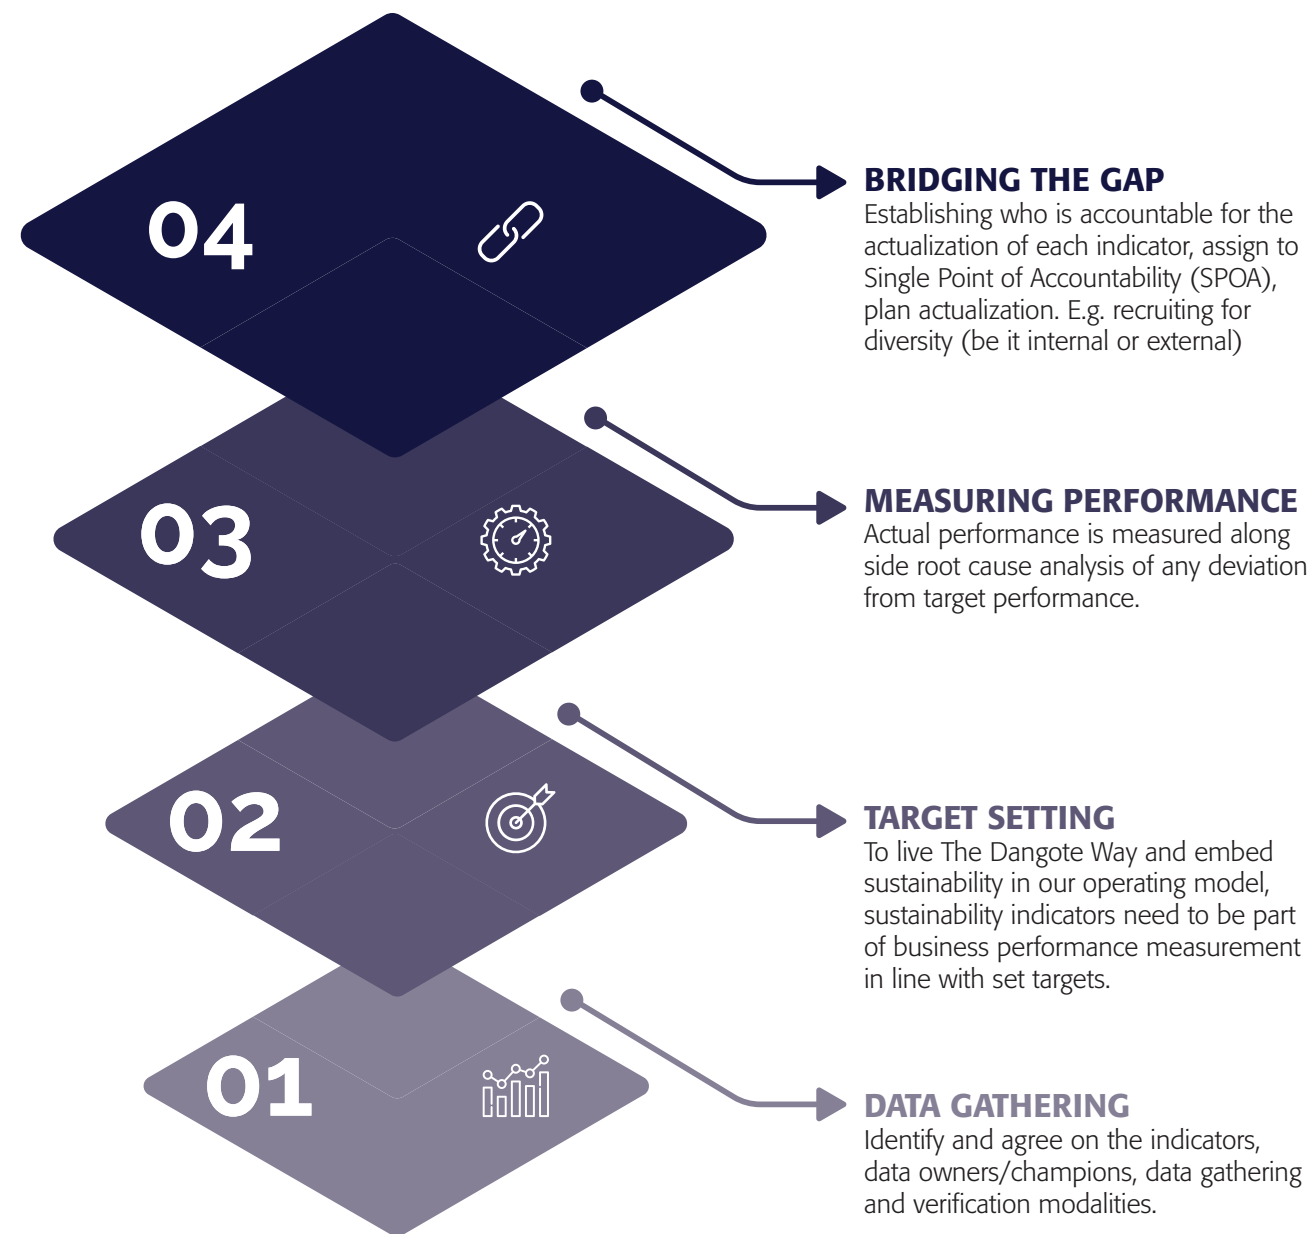 04
BRIDGING THE GAP
Establishing who is accountable for the
actualization of each indicator, assign to
Single Point of Accountability (SPOA),
plan actualization. E.g. recruiting for
diversity (be it internal or external)
03
MEASURING PERFORMANCE
Actual performance is measured along
side root cause analysis of any deviation
from target performance.
02
TARGET SETTING
To live The Dangote Way and embed
sustainability in our operating model,
sustainability indicators need to be part
of business performance measurement
in line with set targets.
01
DATA GATHERING
Identify and agree on the indicators,
data owners/champions, data gathering
and verification modalities.